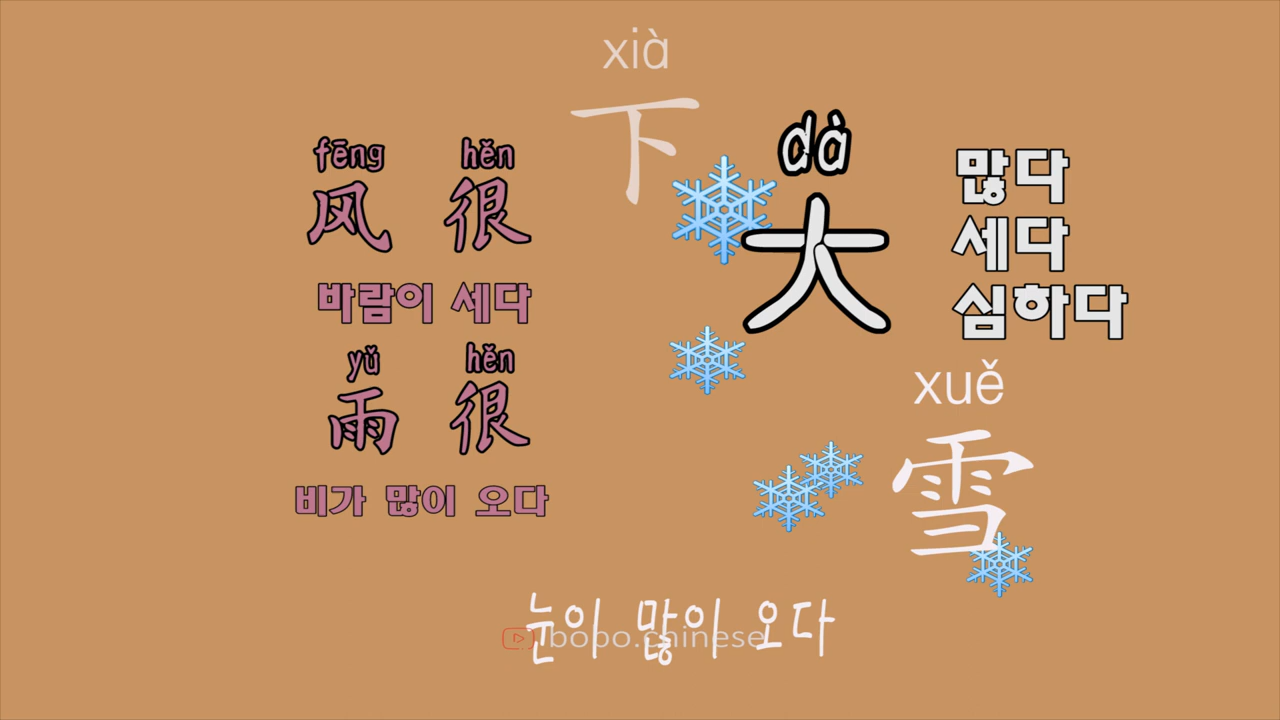 xià
下
fēng hěn
风 很
바람이 세다
yǔ hěn
雨 很
비가 많이 오다
dà
大
많다
세다
심하다
xuě
雪
눈이 많이 오다
bopo.chinese